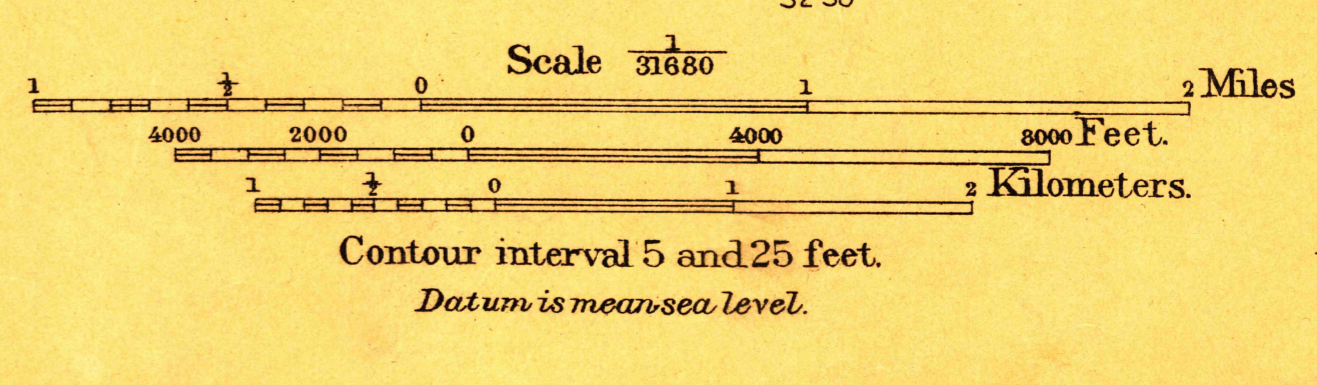 Scale 1/31680
1 1/2 0 1 2 Miles
4000 2000 0 4000 8000 Feet.
1 1/2 0 1 2 Kilometers.
Contour interval 5 and 25 feet.
Datum is mean sea level.